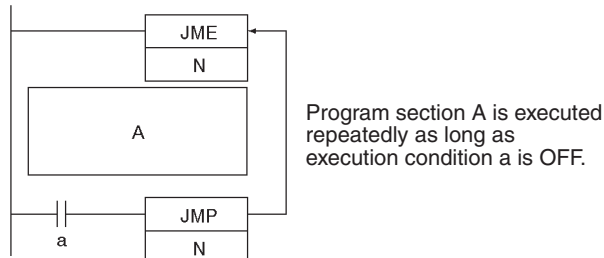 JME
N
A
Program section A is executed
repeatedly as long as
execution condition a is OFF.
JMP
a
N